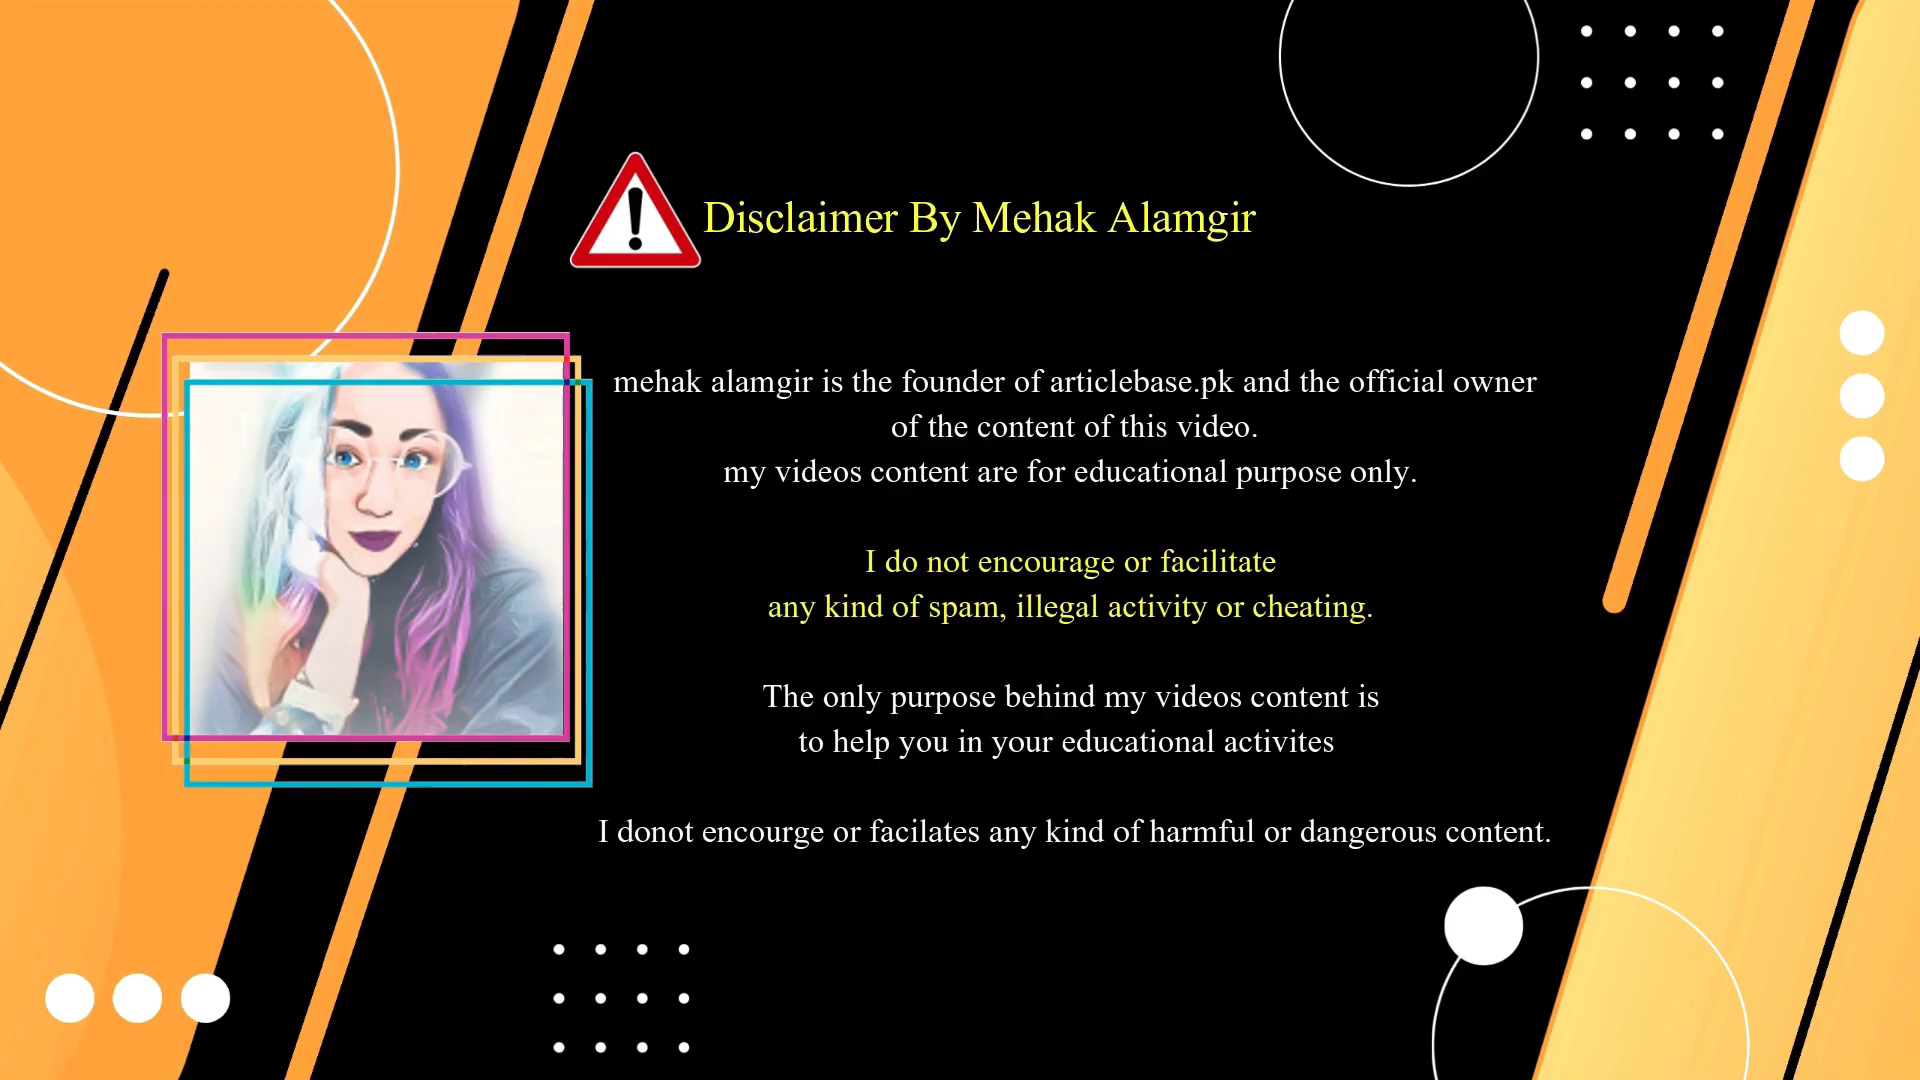 Disclaimer By Mehak Alamgir
mehak alamgir is the founder of articlebase.pk and the official owner
of the content of this video.
my videos content are for educational purpose only.
I do not encourage or facilitate
any kind of spam, illegal activity or cheating.
The only purpose behind my videos content is
to help you in your educational activites
I donot encourge or facilates any kind of harmful or dangerous content.